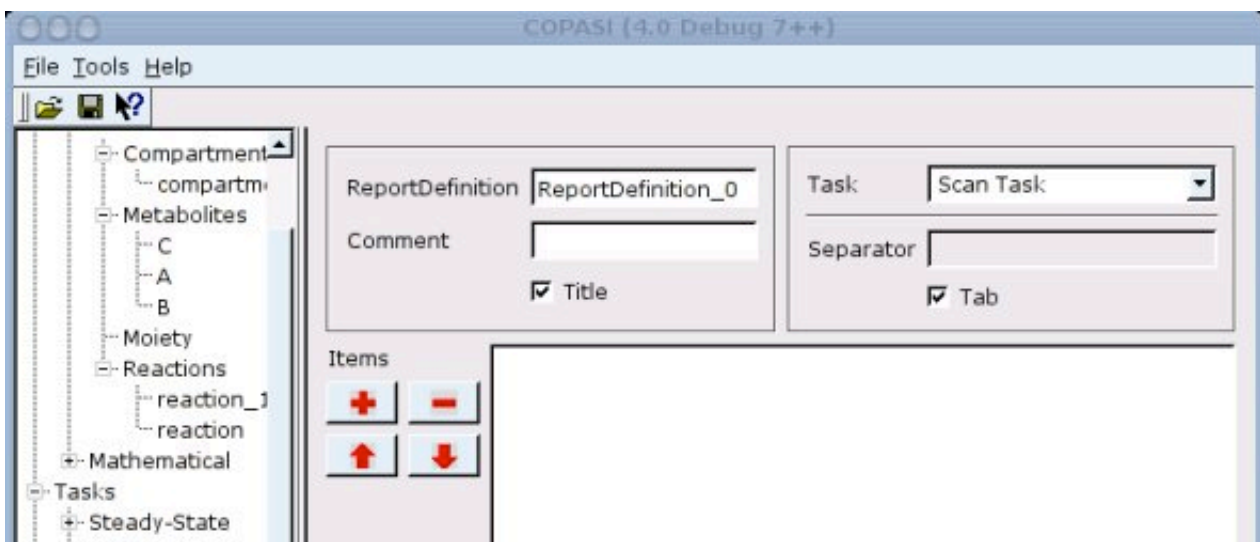 COPASI (4.0 Debug 7++)
File Tools Help
Compartment
compartm
Metabolites
C
A
B
Moiety
Reactions
reaction_1
reaction
Mathematical
Tasks
Steady-State
ReportDefinition ReportDefinition_0
Comment
Title
Task Scan Task
Separator
Tab
Items